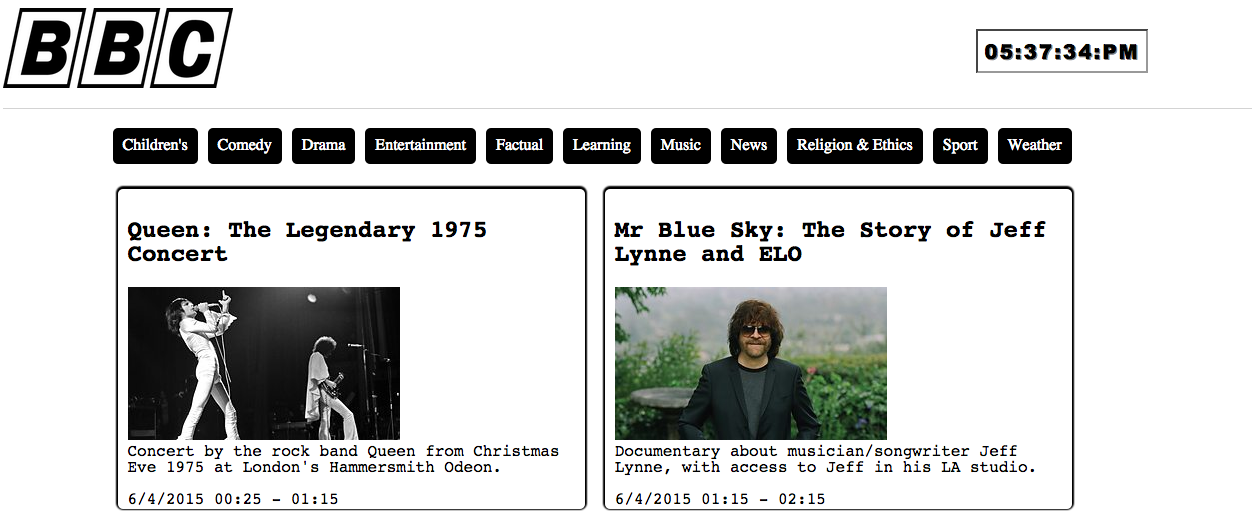 BBC
05:37:34:PM
Children's Comedy Drama Entertainment Factual Learning Music News Religion & Ethics Sport Weather
Queen: The Legendary 1975
Concert
Concert by the rock band Queen from Christmas
Eve 1975 at London's Hammersmith Odeon.
6/4/2015 00:25 - 01:15
Mr Blue Sky: The Story of Jeff
Lynne and ELO
Documentary about musician/songwriter Jeff
Lynne, with access to Jeff in his LA studio.
6/4/2015 01:15 - 02:15